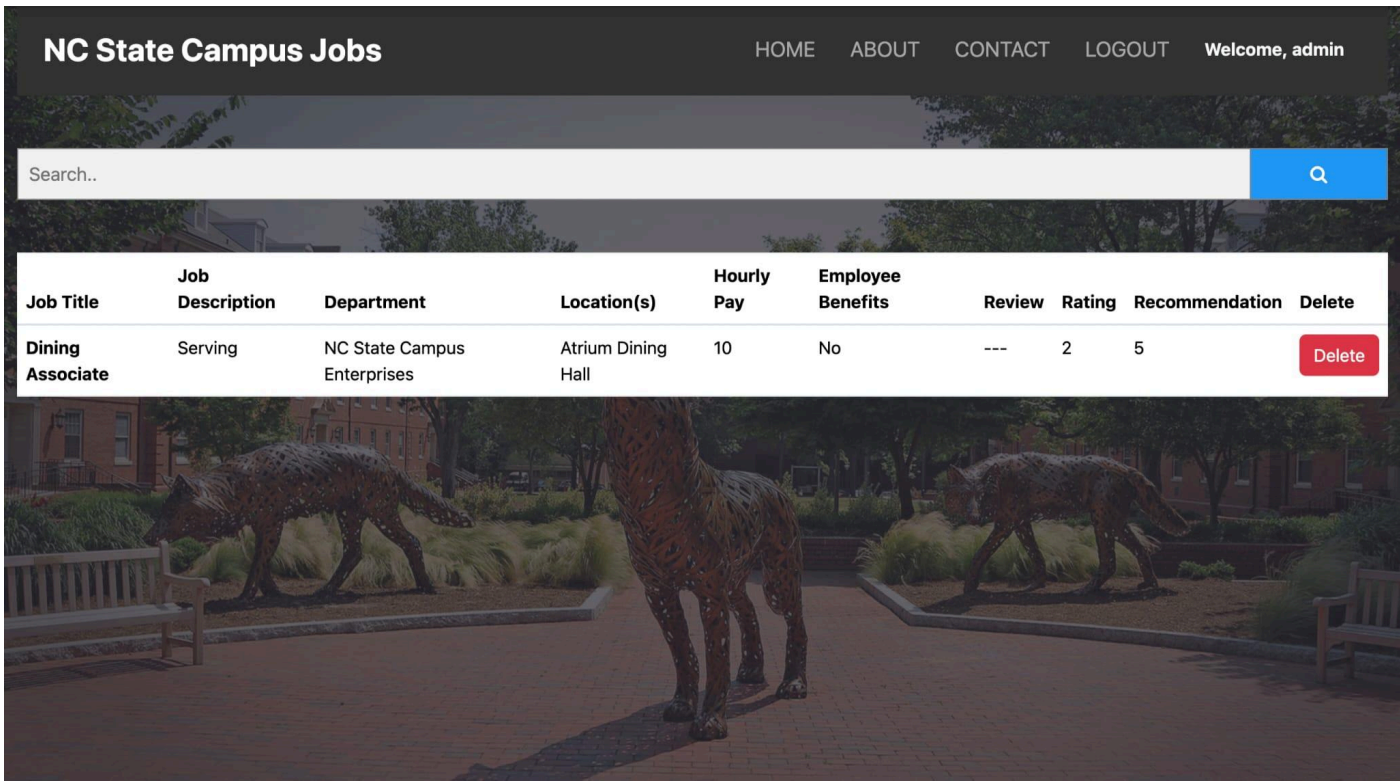 NC State Campus Jobs HOME ABOUT CONTACT LOGOUT Welcome, admin
Search..
Job Title Job Description Department Location(s) Hourly Pay Employee Benefits Review Rating Recommendation Delete
Dining Associate Serving NC State Campus Enterprises Atrium Dining Hall 10 No --- 2 5 Delete